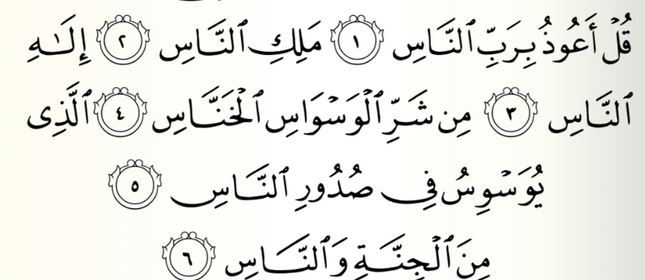 قُلۡ أَعُوذُ بِرَبِّ ٱلنَّاسِ ١ مَلِكِ ٱلنَّاسِ ٢ إِلَٰهِ
ٱلنَّاسِ ٣ مِن شَرِّ ٱلۡوَسۡوَاسِ ٱلۡخَنَّاسِ ٤ ٱلَّذِي
يُوَسۡوِسُ فِي صُدُورِ ٱلنَّاسِ ٥
مِنَ ٱلۡجِنَّةِ وَٱلنَّاسِ ٦